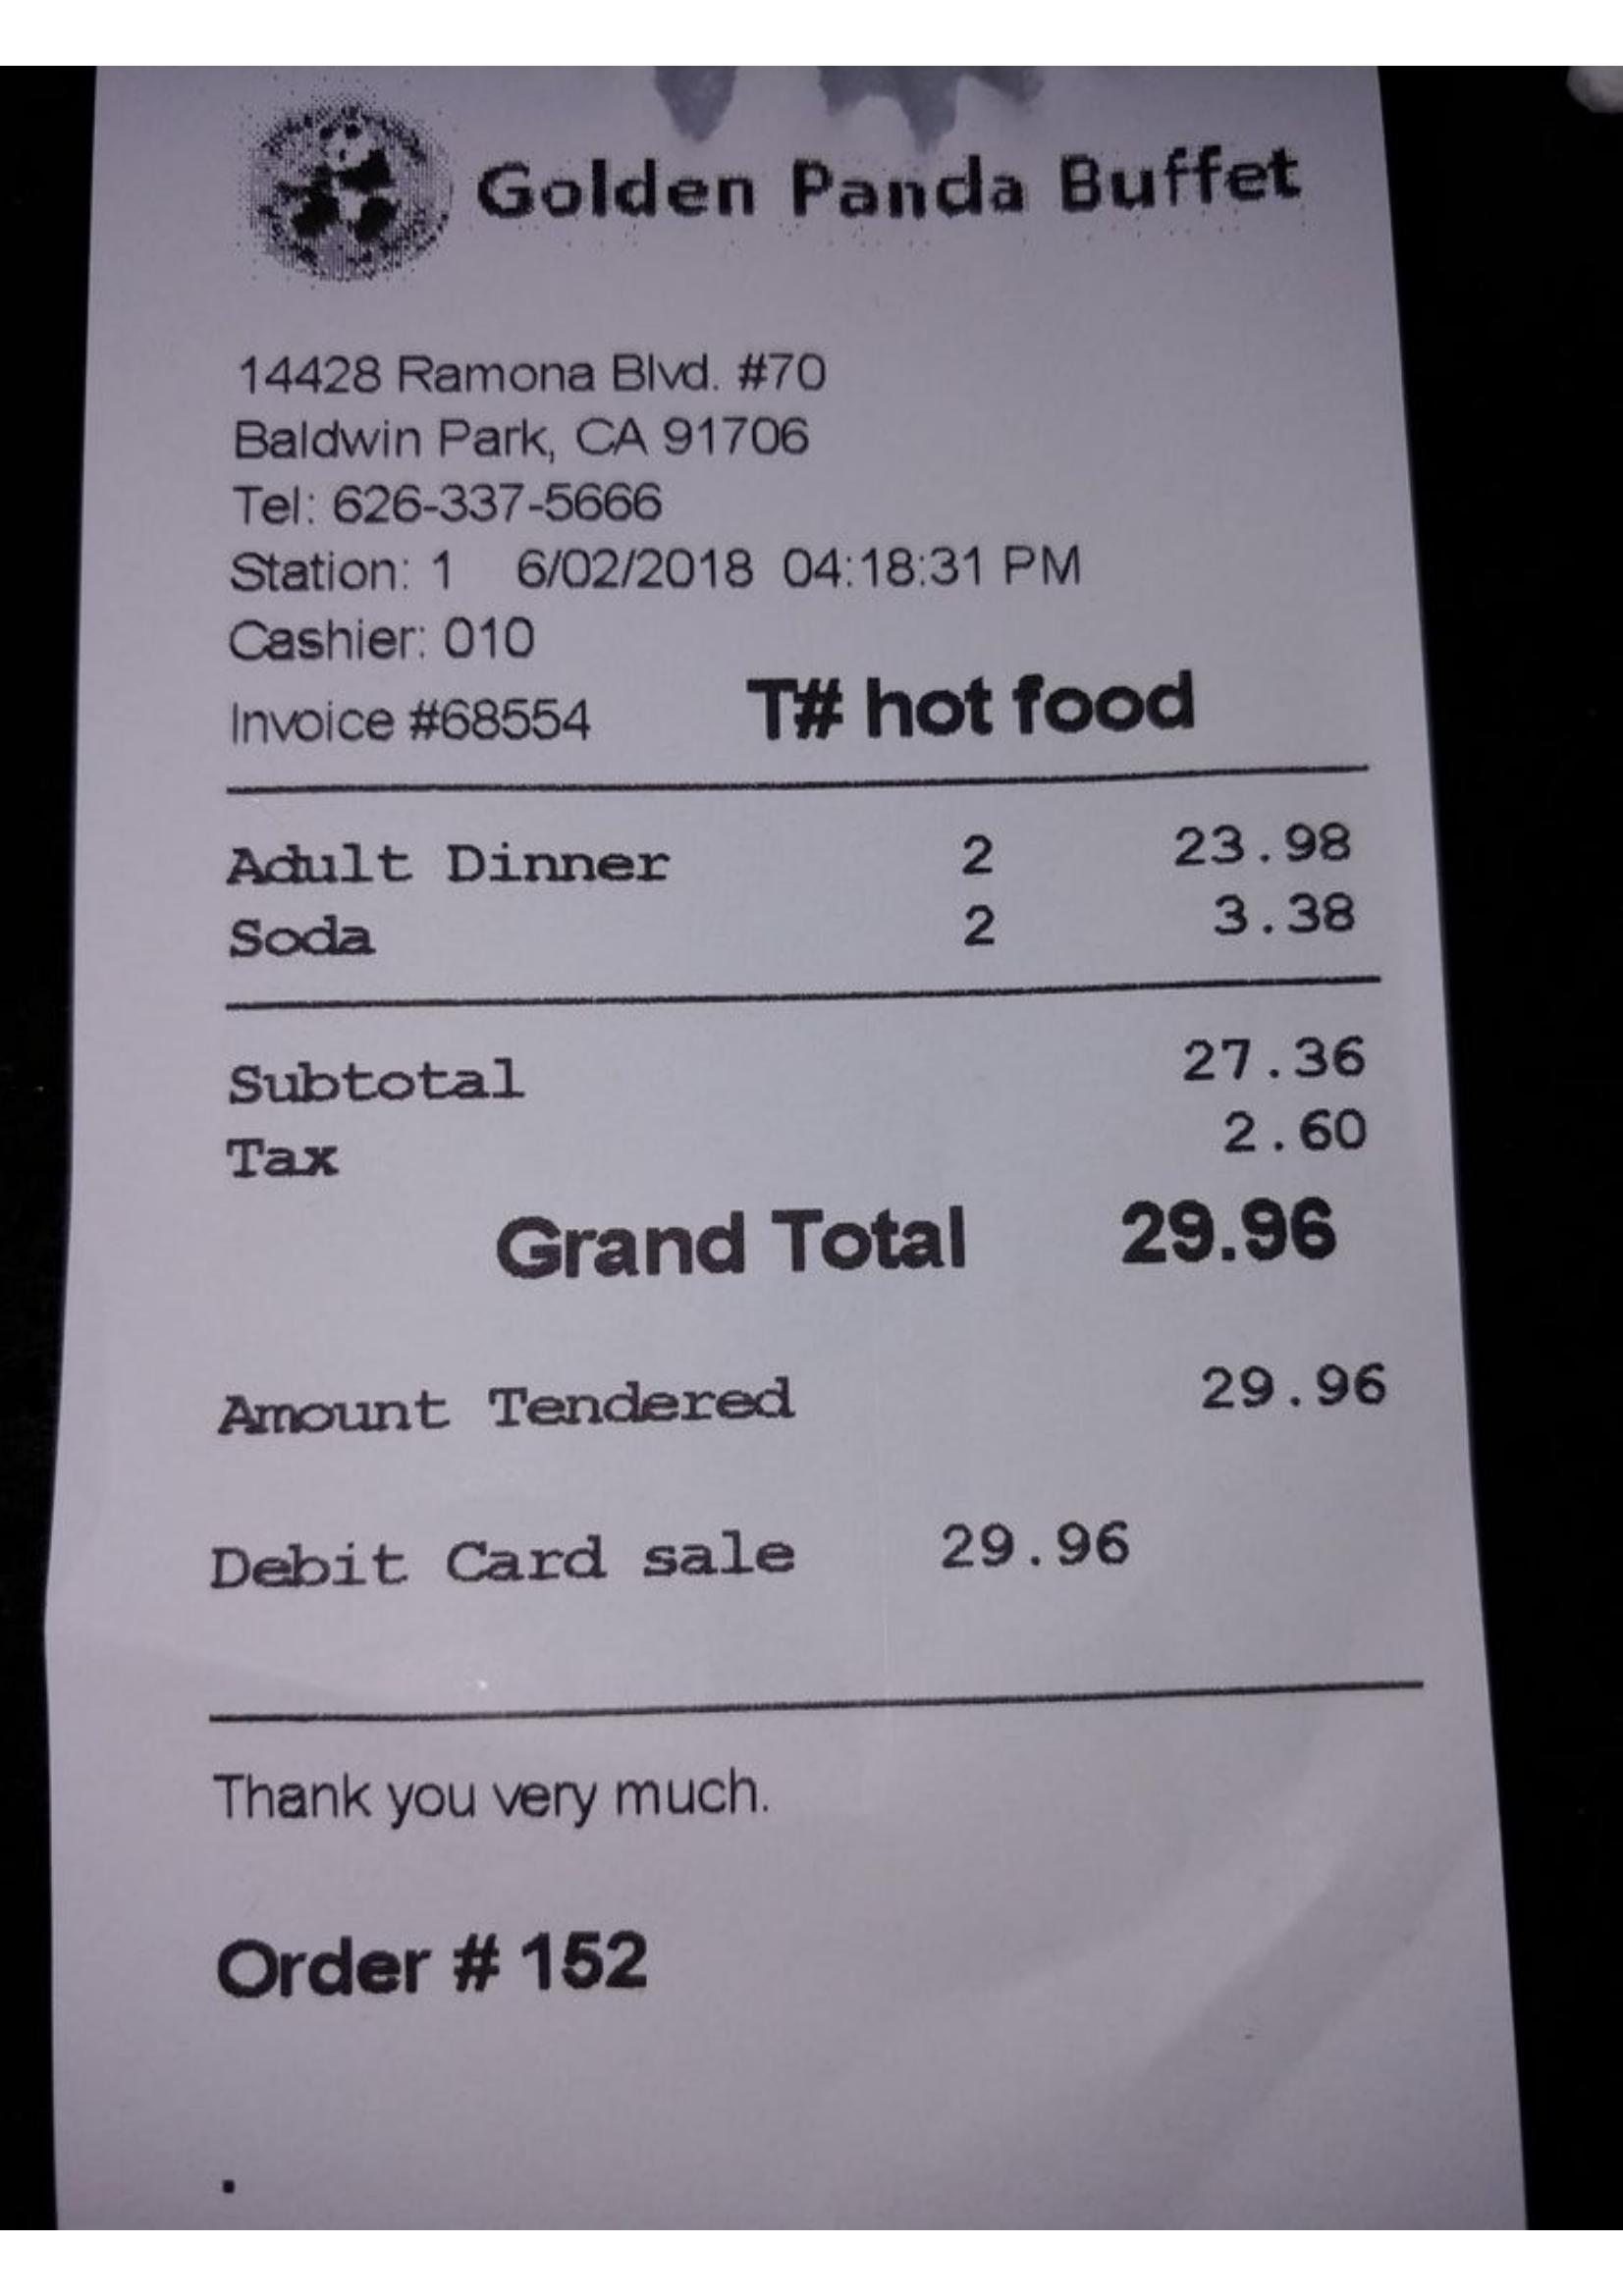 Golden Panda Buffet
14428 Ramona Blvd. #70
Baldwin Park, CA 91706
Tel: 626-337-5666
Station: 1 6/02/2018 04:18:31 PM
Cashier: 010
Invoice #68554 T# hot food
Adult Dinner 2 23.98
Soda 2 3.38
Subtotal 27.36
Tax 2.60
Grand Total 29.96
Amount Tendered 29.96
Debit Card sale 29.96
Thank you very much.
Order # 152
.